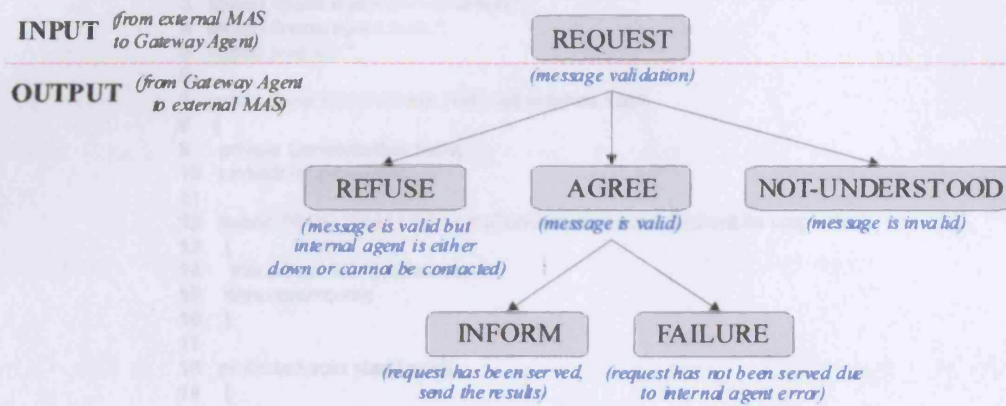 INPUT (from external MAS
to Gateway Agent)
REQUEST
(message validation)
OUTPUT (from Gateway Agent
to external MAS)
REFUSE
(message is valid but
internal agent is either
down or cannot be contacted)
AGREE
(message is valid)
NOT-UNDERSTOOD
(message is invalid)
INFORM
(request has been served,
send the results)
FAILURE
(request has not been served due
to internal agent error)